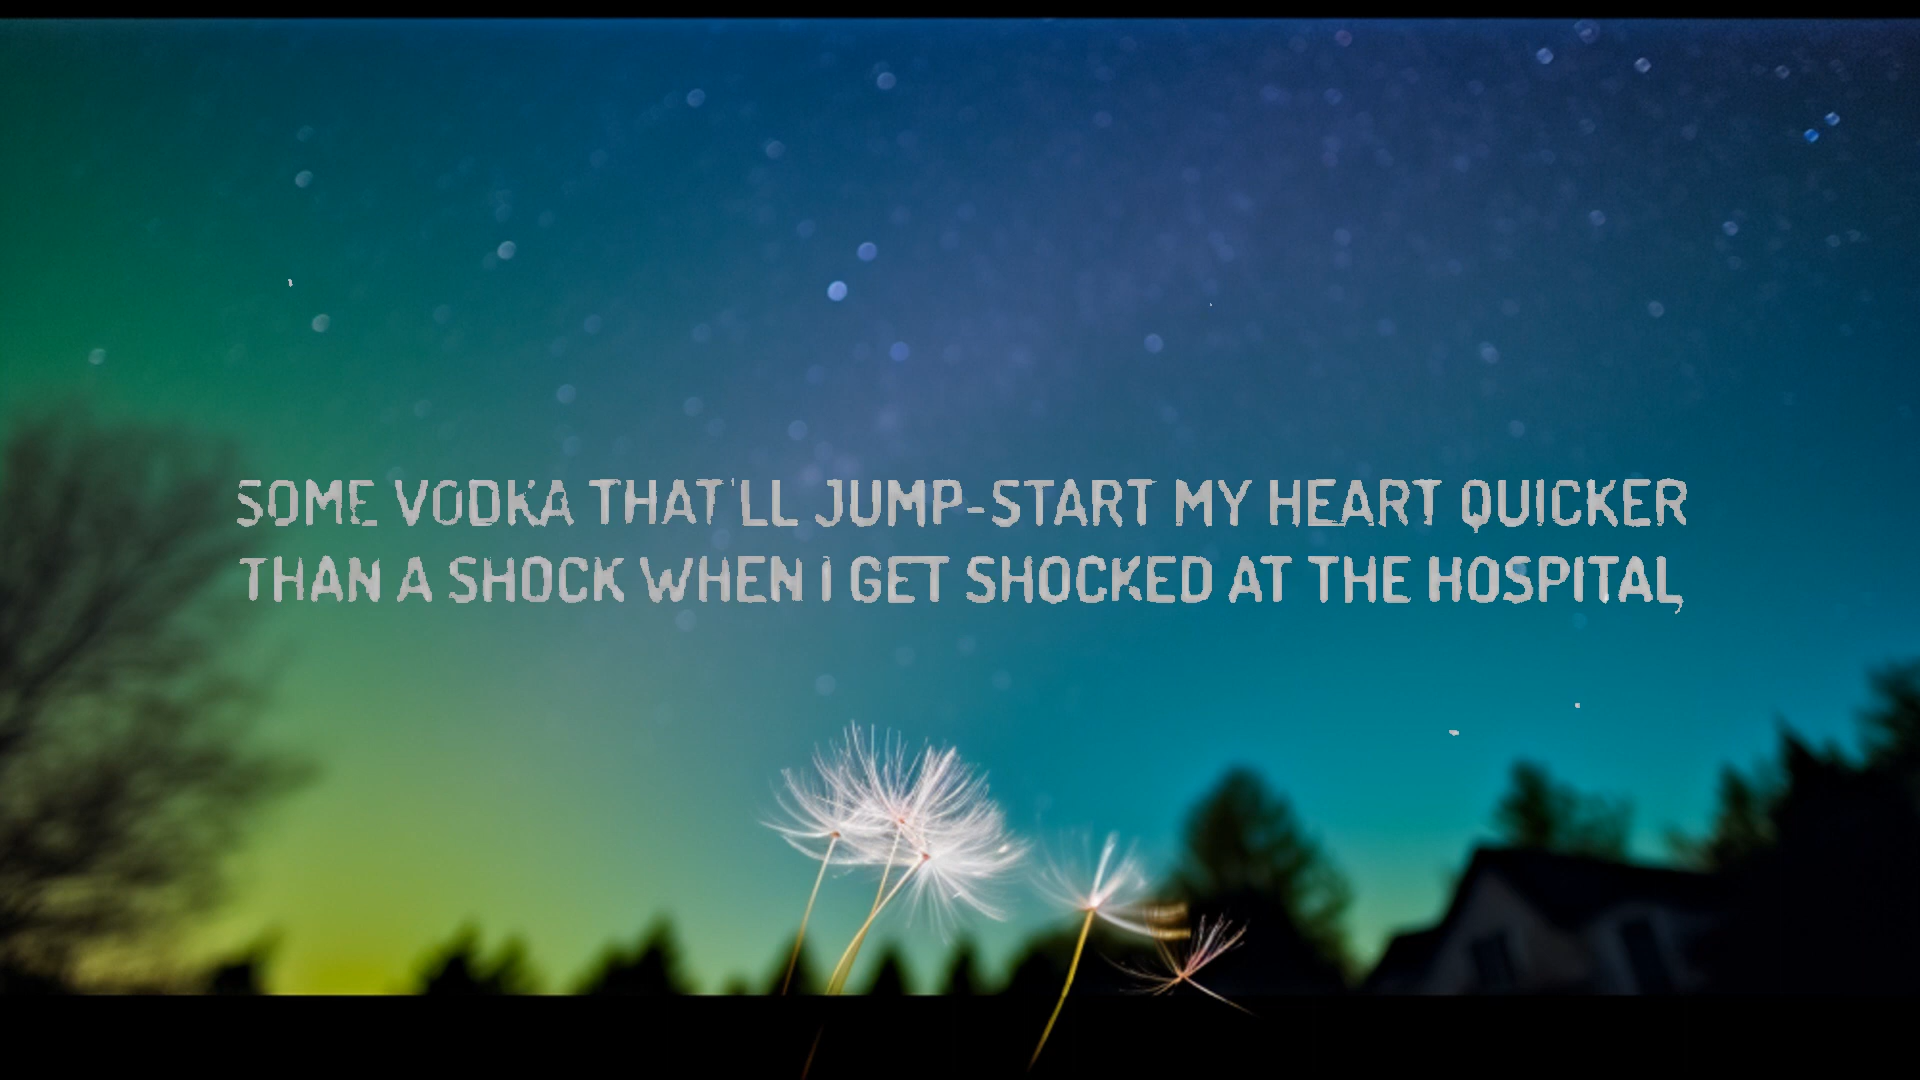 SOME VODKA THAT'LL JUMP-START MY HEART QUICKER
THAN A SHOCK WHEN I GET SHOCKED AT THE HOSPITAL,